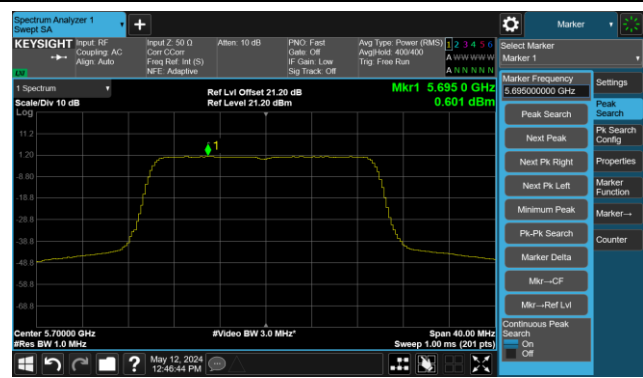 Spectrum Analyzer 1
Swept SA
+
Marker
KEYSIGHT
Input: RF
Coupling: AC
Align: Auto
Input Z: 50 Ω
Corr CCorr
Freq Ref: Int (S)
NFE: Adaptive
Atten: 10 dB
PNO: Fast
Gate: Off
IF Gain: Low
Sig Track: Off
Avg Type: Power (RMS)
Avg|Hold: 400/400
Trig: Free Run
1 2 3 4 5 6
A W W W W W
A N N N N N
Select Marker
Marker 1
1 Spectrum
Scale/Div 10 dB
Log
Ref Lvl Offset 21.20 dB
Ref Level 21.20 dBm
Mkr1 5.695 0 GHz
0.601 dBm
11.2
1.20
-8.80
-18.8
-28.8
-38.8
-48.8
-58.8
-68.8
1
Center 5.70000 GHz
#Res BW 1.0 MHz
#Video BW 3.0 MHz*
Span 40.00 MHz
Sweep 1.00 ms (201 pts)
Marker Frequency
5.695000000 GHz
Peak Search
Next Peak
Next Pk Right
Next Pk Left
Minimum Peak
Pk-Pk Search
Marker Delta
Mkr→CF
Mkr→Ref Lvl
Continuous Peak
Search
On
Off
Settings
Peak
Search
Pk Search
Config
Properties
Marker
Function
Marker→
Counter
?
May 12, 2024
12:46:44 PM